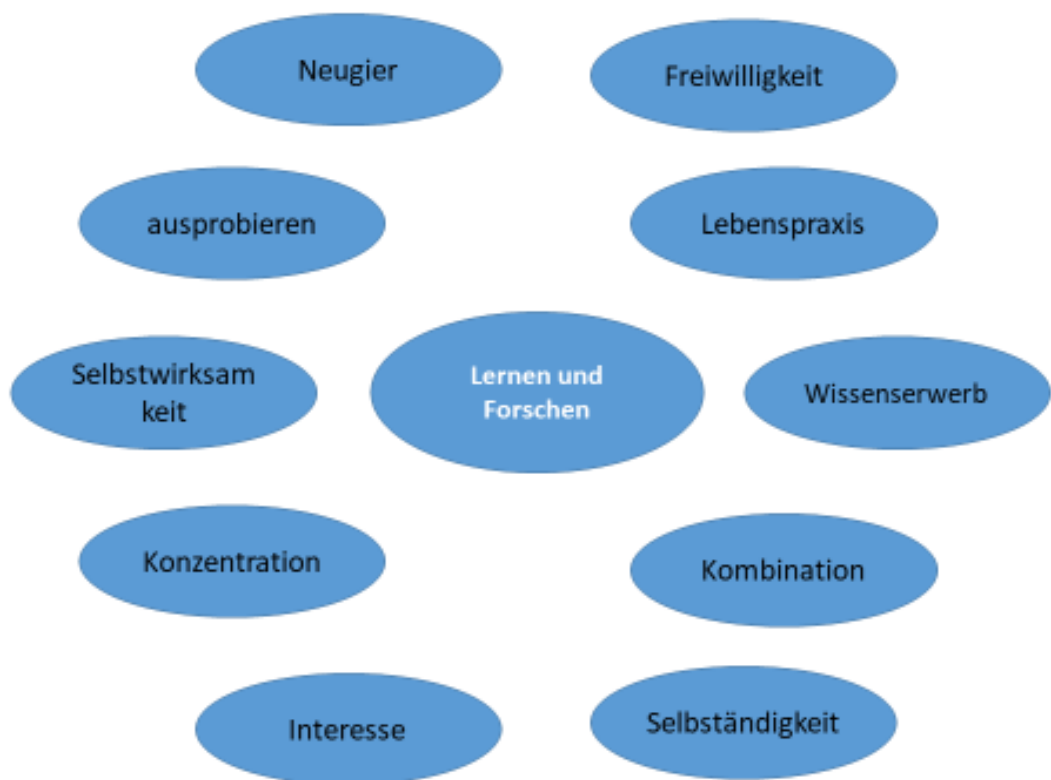 Neugier
Freiwilligkeit
ausprobieren
Lebenspraxis
Selbstwirksam
keit
Lernen und
Forschen
Wissenserwerb
Konzentration
Kombination
Interesse
Selbständigkeit